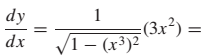 dy/dx = 1/√(1 − (x³)²) (3x²) =